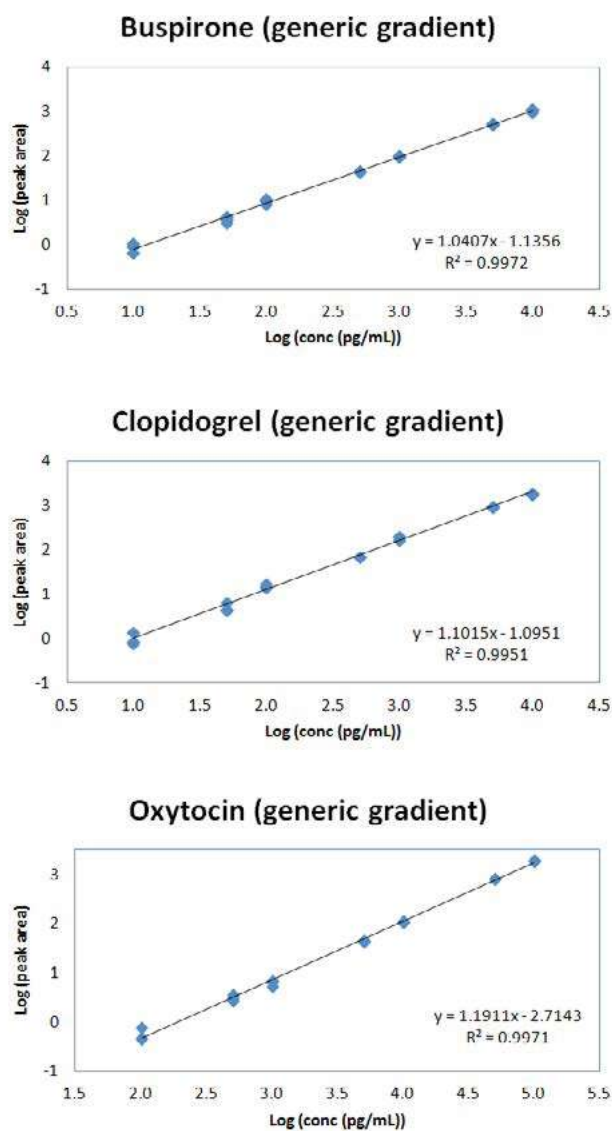 Buspirone (generic gradient)
4
3
2
1
0
-1
Log (peak area)
y = 1.0407x - 1.1356
R² = 0.9972
0.5 1.0 1.5 2.0 2.5 3.0 3.5 4.0 4.5
Log (conc (pg/mL))
Clopidogrel (generic gradient)
4
3
2
1
0
-1
Log (peak area)
y = 1.1015x - 1.0951
R² = 0.9951
0.5 1.0 1.5 2.0 2.5 3.0 3.5 4.0 4.5
Log (conc (pg/mL))
Oxytocin (generic gradient)
3
2
1
0
-1
Log (peak area)
y = 1.1911x - 2.7143
R² = 0.9971
1.5 2.0 2.5 3.0 3.5 4.0 4.5 5.0 5.5
Log (conc (pg/mL))